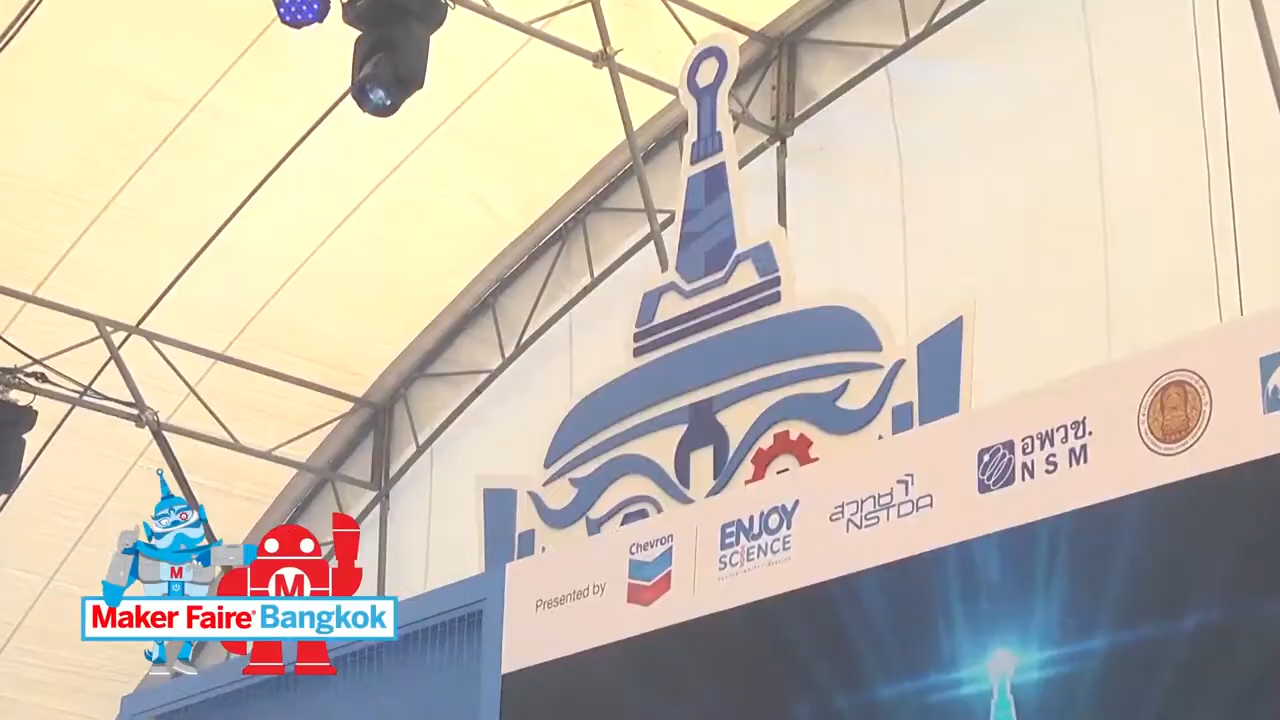 Presented by
Chevron
ENJOY
SCIENCE
สวทช
NSTDA
อพวช.
NSM
M
M
Maker Faire Bangkok